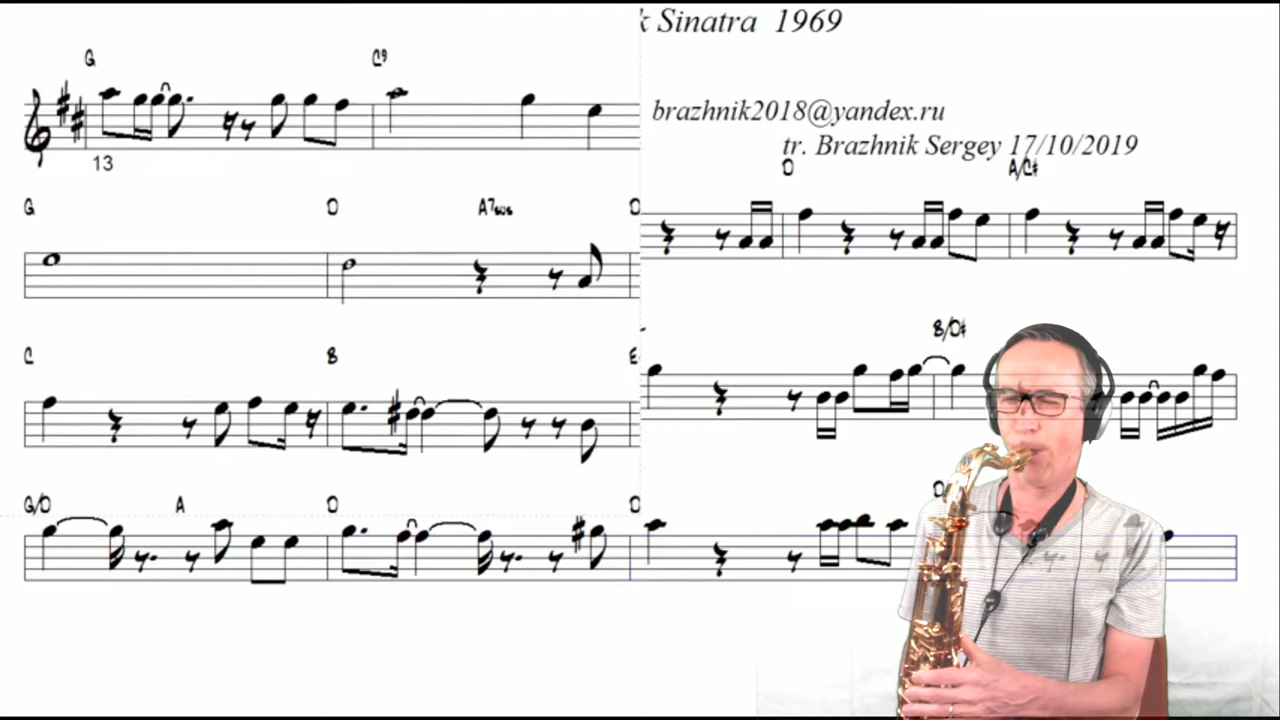 k Sinatra 1969
G C9
brazhnik2018@yandex.ru
tr. Brazhnik Sergey 17/10/2019
13
D A/C#
G D A7sus D
B/D#
C B E
G/D A D D